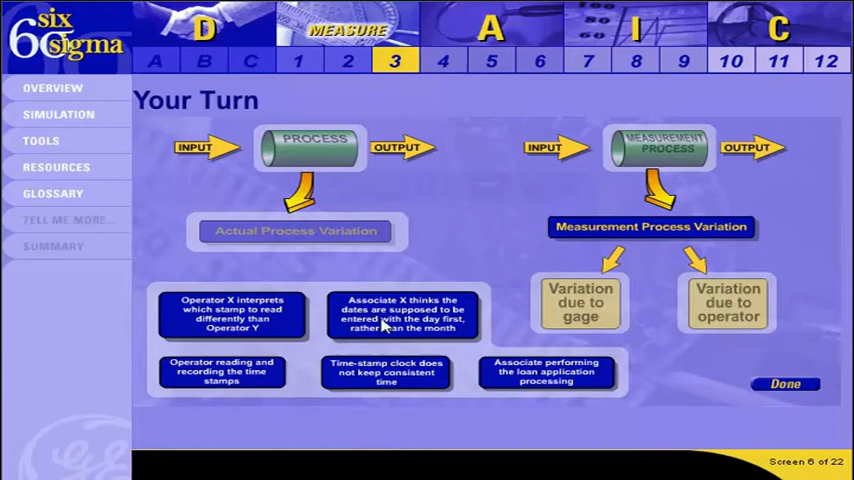 six
6σ sigma
D
MEASURE
A
I
C
100
80
60
A B C 1 2 3 4 5 6 7 8 9 10 11 12
OVERVIEW
SIMULATION
TOOLS
RESOURCES
GLOSSARY
TELL ME MORE...
SUMMARY
Your Turn
INPUT
PROCESS
OUTPUT
INPUT
MEASUREMENT
PROCESS
OUTPUT
Actual Process Variation
Measurement Process Variation
Variation
due to
gage
Variation
due to
operator
Operator X interprets
which stamp to read
differently than
Operator Y
Associate X thinks the
dates are supposed to be
entered with the day first,
rather than the month
Operator reading and
recording the time
stamps
Time-stamp clock does
not keep consistent
time
Associate performing
the loan application
processing
Done
GE
Screen 6 of 22